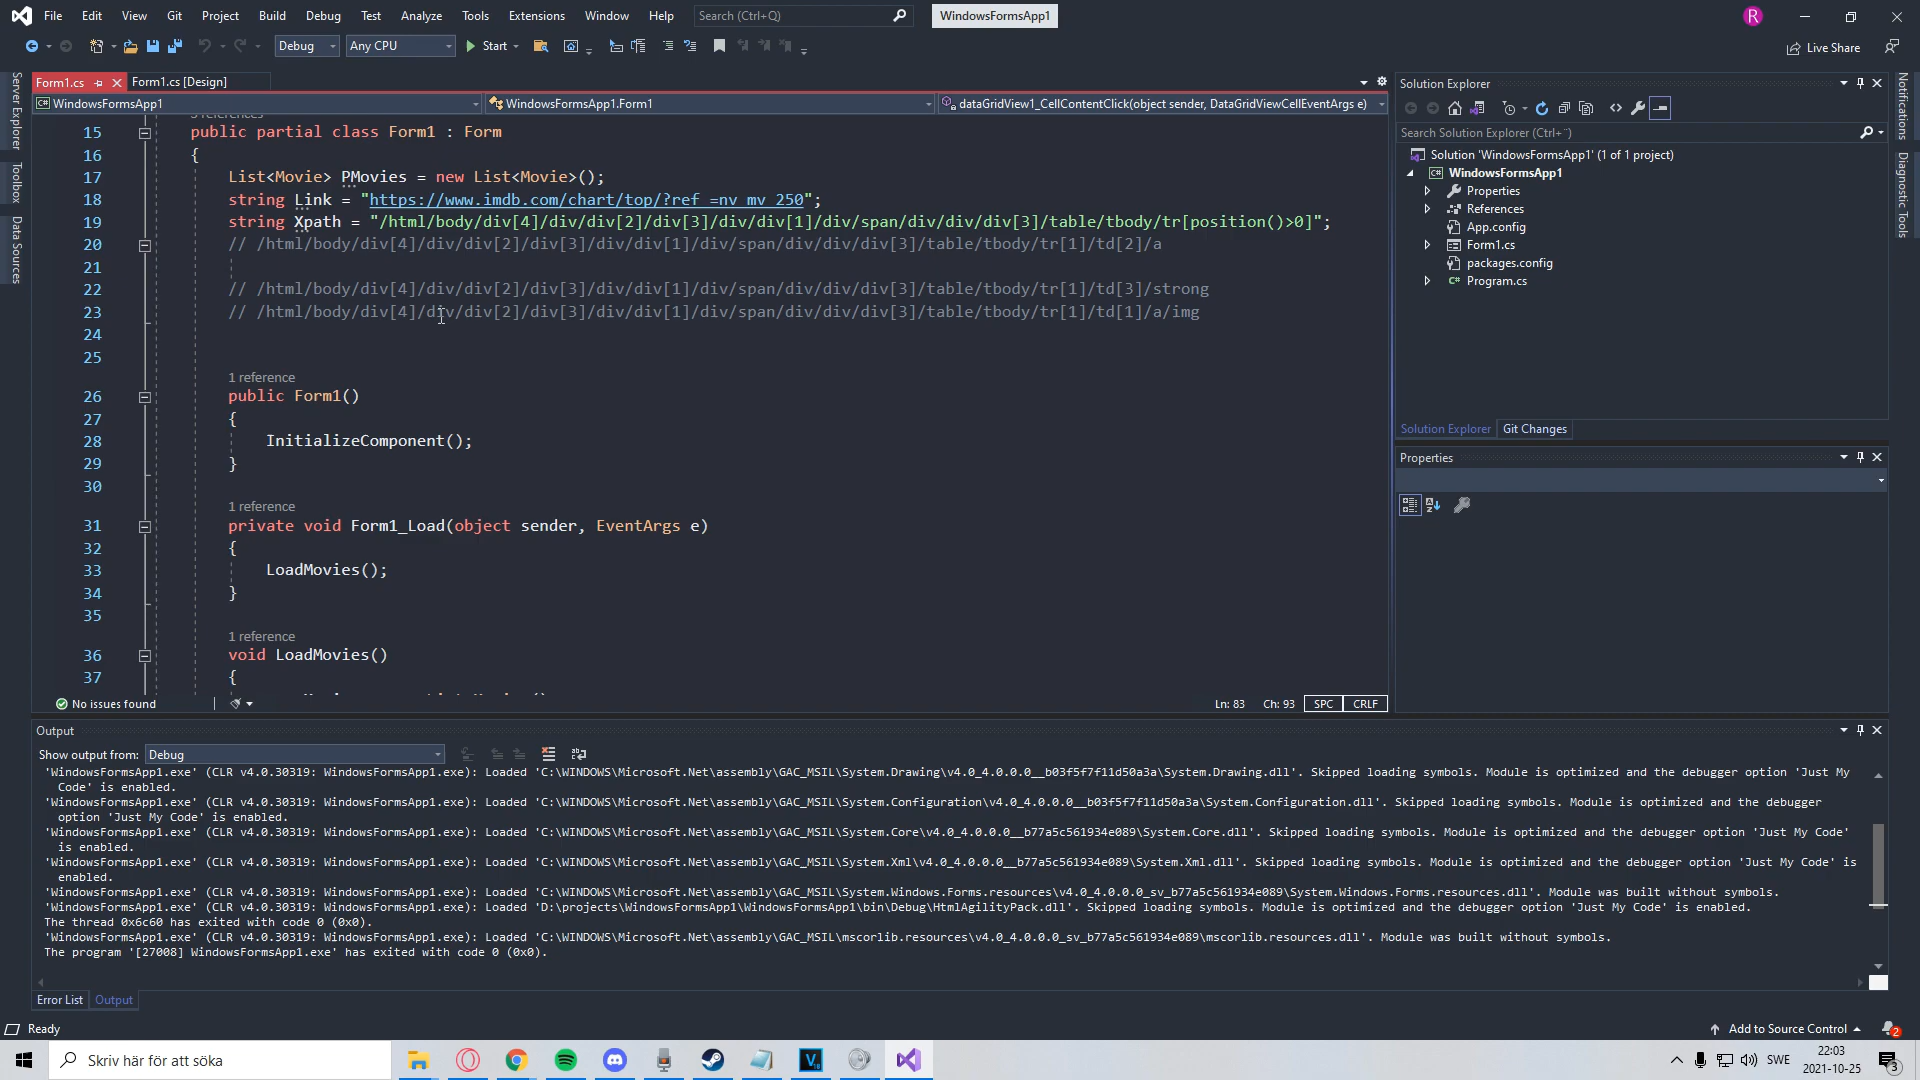 File Edit View Git Project Build Debug Test Analyze Tools Extensions Window Help Search (Ctrl+Q) WindowsFormsApp1 R
Debug Any CPU Start Live Share
Form1.cs Form1.cs [Design]
WindowsFormsApp1 WindowsFormsApp1.Form1 dataGridView1_CellContentClick(object sender, DataGridViewCellEventArgs e)
Server Explorer
Toolbox
Data Sources
15 public partial class Form1 : Form
16 {
17 List<Movie> PMovies = new List<Movie>();
18 string Link = "https://www.imdb.com/chart/top/?ref_=nv_mv_250";
19 string Xpath = "/html/body/div[4]/div/div[2]/div[3]/div/div[1]/div/span/div/div/div[3]/table/tbody/tr[position()>0]";
20 // /html/body/div[4]/div/div[2]/div[3]/div/div[1]/div/span/div/div/div[3]/table/tbody/tr[1]/td[2]/a
21
22 // /html/body/div[4]/div/div[2]/div[3]/div/div[1]/div/span/div/div/div[3]/table/tbody/tr[1]/td[3]/strong
23 // /html/body/div[4]/div/div[2]/div[3]/div/div[1]/div/span/div/div/div[3]/table/tbody/tr[1]/td[1]/a/img
24
25
1 reference
26 public Form1()
27 {
28 InitializeComponent();
29 }
30
1 reference
31 private void Form1_Load(object sender, EventArgs e)
32 {
33 LoadMovies();
34 }
35
1 reference
36 void LoadMovies()
37 {
No issues found Ln: 83 Ch: 93 SPC CRLF
Solution Explorer
Search Solution Explorer (Ctrl+¨)
Solution 'WindowsFormsApp1' (1 of 1 project)
WindowsFormsApp1
Properties
References
App.config
Form1.cs
packages.config
Program.cs
Solution Explorer Git Changes
Properties
Notifications
Diagnostic Tools
Output
Show output from: Debug
'WindowsFormsApp1.exe' (CLR v4.0.30319: WindowsFormsApp1.exe): Loaded 'C:\WINDOWS\Microsoft.Net\assembly\GAC_MSIL\System.Drawing\v4.0_4.0.0.0__b03f5f7f11d50a3a\System.Drawing.dll'. Skipped loading symbols. Module is optimized and the debugger option 'Just My
Code' is enabled.
'WindowsFormsApp1.exe' (CLR v4.0.30319: WindowsFormsApp1.exe): Loaded 'C:\WINDOWS\Microsoft.Net\assembly\GAC_MSIL\System.Configuration\v4.0_4.0.0.0__b03f5f7f11d50a3a\System.Configuration.dll'. Skipped loading symbols. Module is optimized and the debugger
option 'Just My Code' is enabled.
'WindowsFormsApp1.exe' (CLR v4.0.30319: WindowsFormsApp1.exe): Loaded 'C:\WINDOWS\Microsoft.Net\assembly\GAC_MSIL\System.Core\v4.0_4.0.0.0__b77a5c561934e089\System.Core.dll'. Skipped loading symbols. Module is optimized and the debugger option 'Just My Code'
is enabled.
'WindowsFormsApp1.exe' (CLR v4.0.30319: WindowsFormsApp1.exe): Loaded 'C:\WINDOWS\Microsoft.Net\assembly\GAC_MSIL\System.Xml\v4.0_4.0.0.0__b77a5c561934e089\System.Xml.dll'. Skipped loading symbols. Module is optimized and the debugger option 'Just My Code' is
enabled.
'WindowsFormsApp1.exe' (CLR v4.0.30319: WindowsFormsApp1.exe): Loaded 'C:\WINDOWS\Microsoft.Net\assembly\GAC_MSIL\System.Windows.Forms.resources\v4.0_4.0.0.0_sv_b77a5c561934e089\System.Windows.Forms.resources.dll'. Module was built without symbols.
'WindowsFormsApp1.exe' (CLR v4.0.30319: WindowsFormsApp1.exe): Loaded 'D:\projects\WindowsFormsApp1\WindowsFormsApp1\bin\Debug\HtmlAgilityPack.dll'. Skipped loading symbols. Module is optimized and the debugger option 'Just My Code' is enabled.
The thread 0x6c60 has exited with code 0 (0x0).
'WindowsFormsApp1.exe' (CLR v4.0.30319: WindowsFormsApp1.exe): Loaded 'C:\WINDOWS\Microsoft.Net\assembly\GAC_MSIL\mscorlib.resources\v4.0_4.0.0.0_sv_b77a5c561934e089\mscorlib.resources.dll'. Module was built without symbols.
The program '[27008] WindowsFormsApp1.exe' has exited with code 0 (0x0).
Error List Output
Ready Add to Source Control 2
Skriv här för att söka SWE 22:03
2021-10-25 3